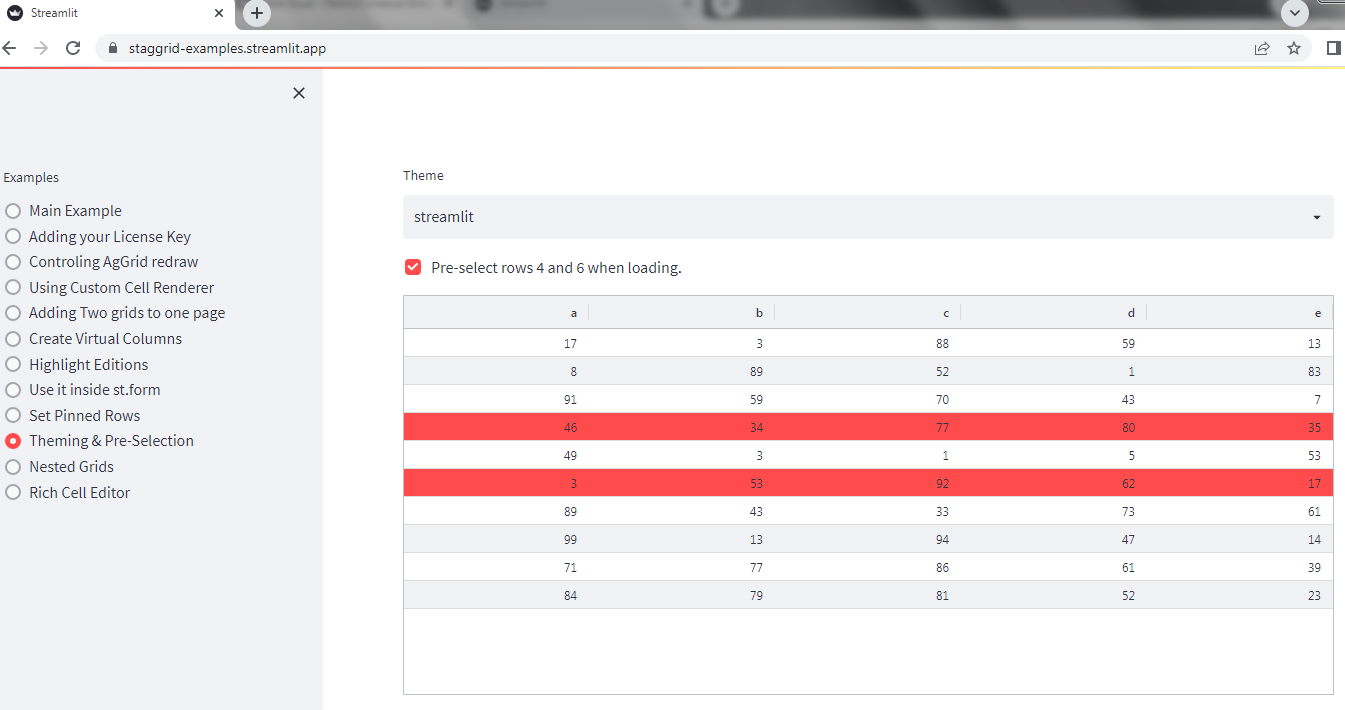 Streamlit
staggrid-examples.streamlit.app
Examples
Main Example
Adding your License Key
Controling AgGrid redraw
Using Custom Cell Renderer
Adding Two grids to one page
Create Virtual Columns
Highlight Editions
Use it inside st.form
Set Pinned Rows
Theming & Pre-Selection
Nested Grids
Rich Cell Editor
Theme
streamlit
Pre-select rows 4 and 6 when loading.
a b c d e
17 3 88 59 13
8 89 52 1 83
91 59 70 43 7
46 34 77 80 35
49 3 1 5 53
3 53 92 62 17
89 43 33 73 61
99 13 94 47 14
71 77 86 61 39
84 79 81 52 23